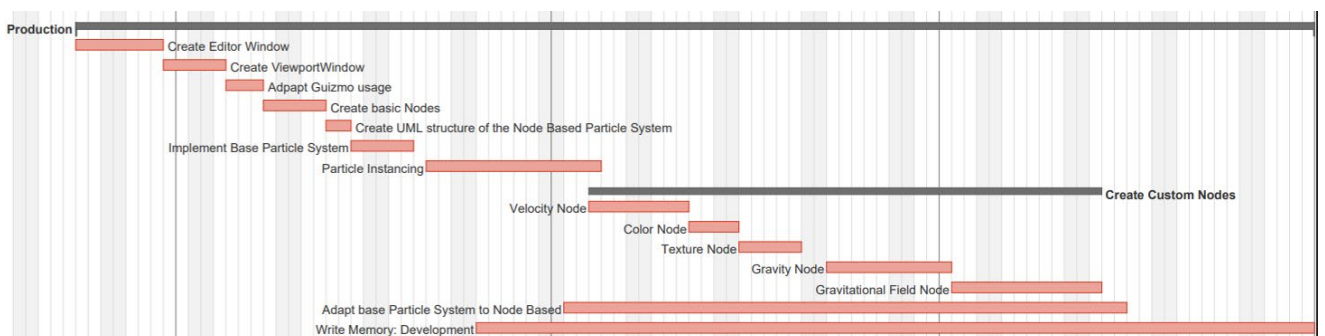 Production
Create Editor Window
Create ViewportWindow
Adpapt Guizmo usage
Create basic Nodes
Create UML structure of the Node Based Particle System
Implement Base Particle System
Particle Instancing
Create Custom Nodes
Velocity Node
Color Node
Texture Node
Gravity Node
Gravitational Field Node
Adapt base Particle System to Node Based
Write Memory: Development